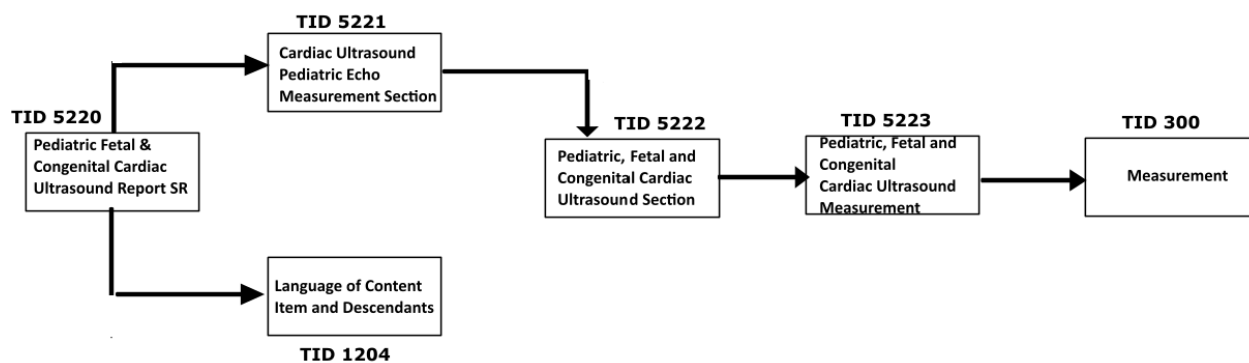 TID 5221
Cardiac Ultrasound
Pediatric Echo
Measurement Section
TID 5220
Pediatric Fetal &
Congenital Cardiac
Ultrasound Report SR
TID 5222
Pediatric, Fetal and
Congenital Cardiac
Ultrasound Section
TID 5223
Pediatric, Fetal and
Congenital
Cardiac Ultrasound
Measurement
TID 300
Measurement
Language of Content
Item and Descendants
TID 1204